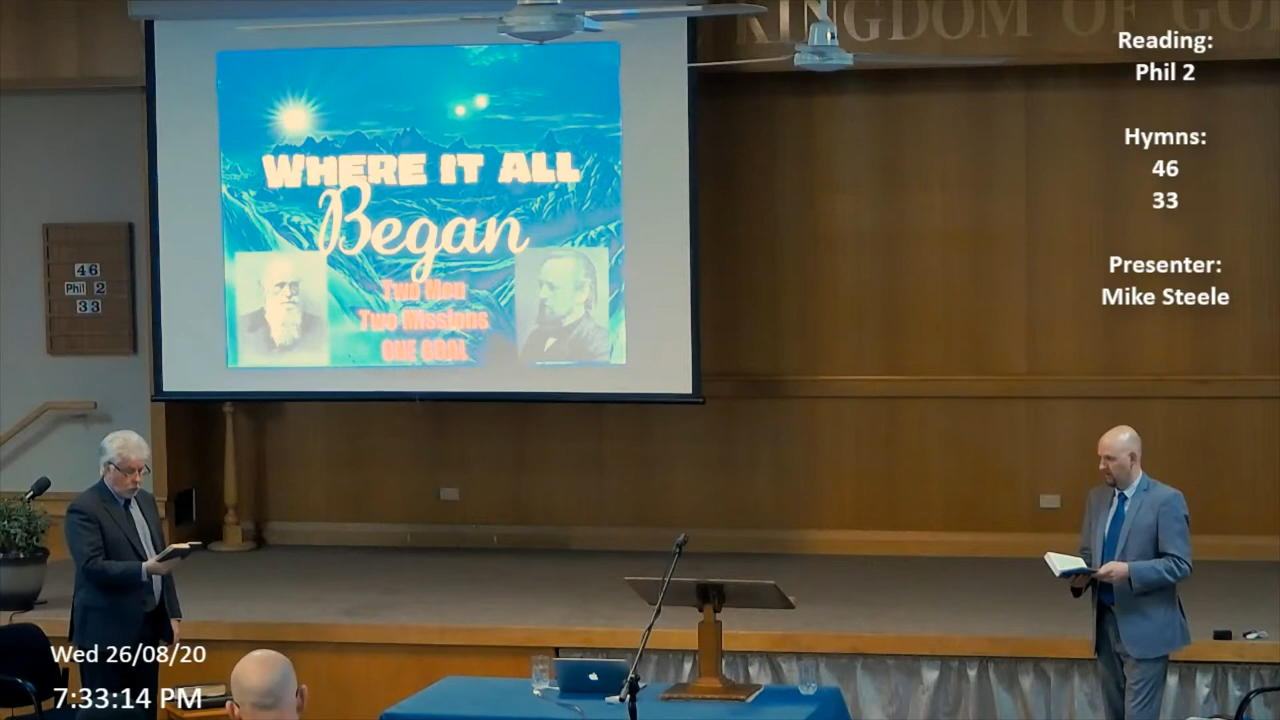 KINGDOM OF GOD
Reading:
Phil 2
Hymns:
46
33
Presenter:
Mike Steele
WHERE IT ALL
Began
Two Men
Two Missions
ONE GOAL
46
Phil 2
33
Wed 26/08/20
7:33:14 PM